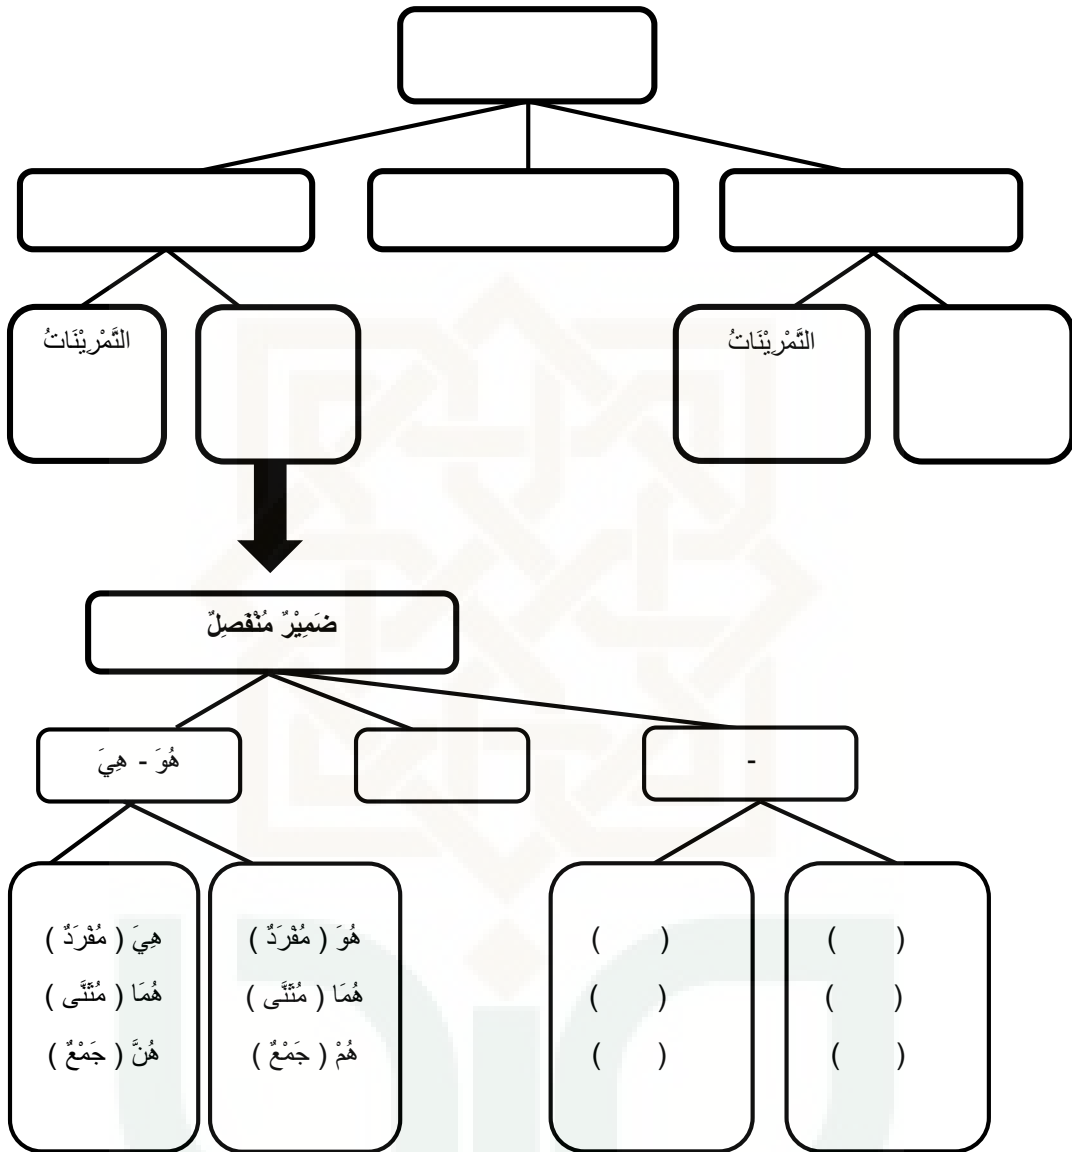 التَّمْرِيْنَاتُ
التَّمْرِيْنَاتُ
ضَمِيْرٌ مُنْفَصِلٌ
هُوَ - هِيَ
-
هُوَ ( مُفْرَدٌ )
هُمَا ( مُثَنَّى )
هُمْ ( جَمْعٌ )
هِيَ ( مُفْرَدٌ )
هُمَا ( مُثَنَّى )
هُنَّ ( جَمْعٌ )
( )
( )
( )
( )
( )
( )